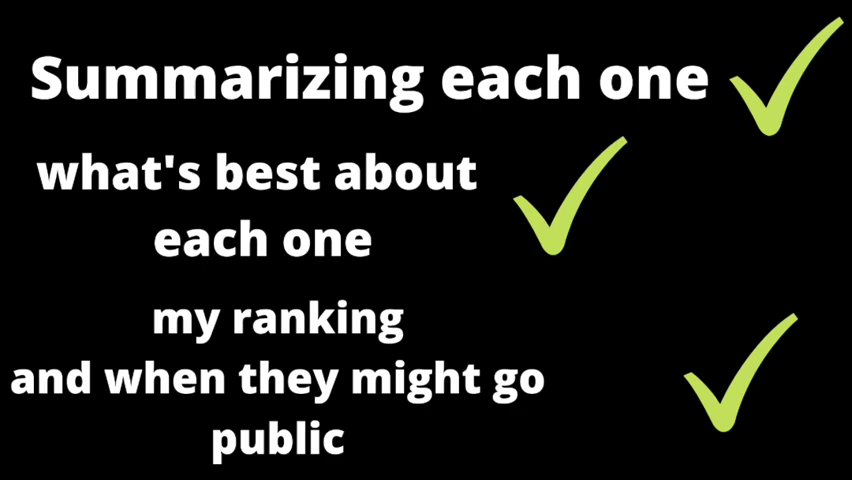 Summarizing each one
what's best about
each one
my ranking
and when they might go
public